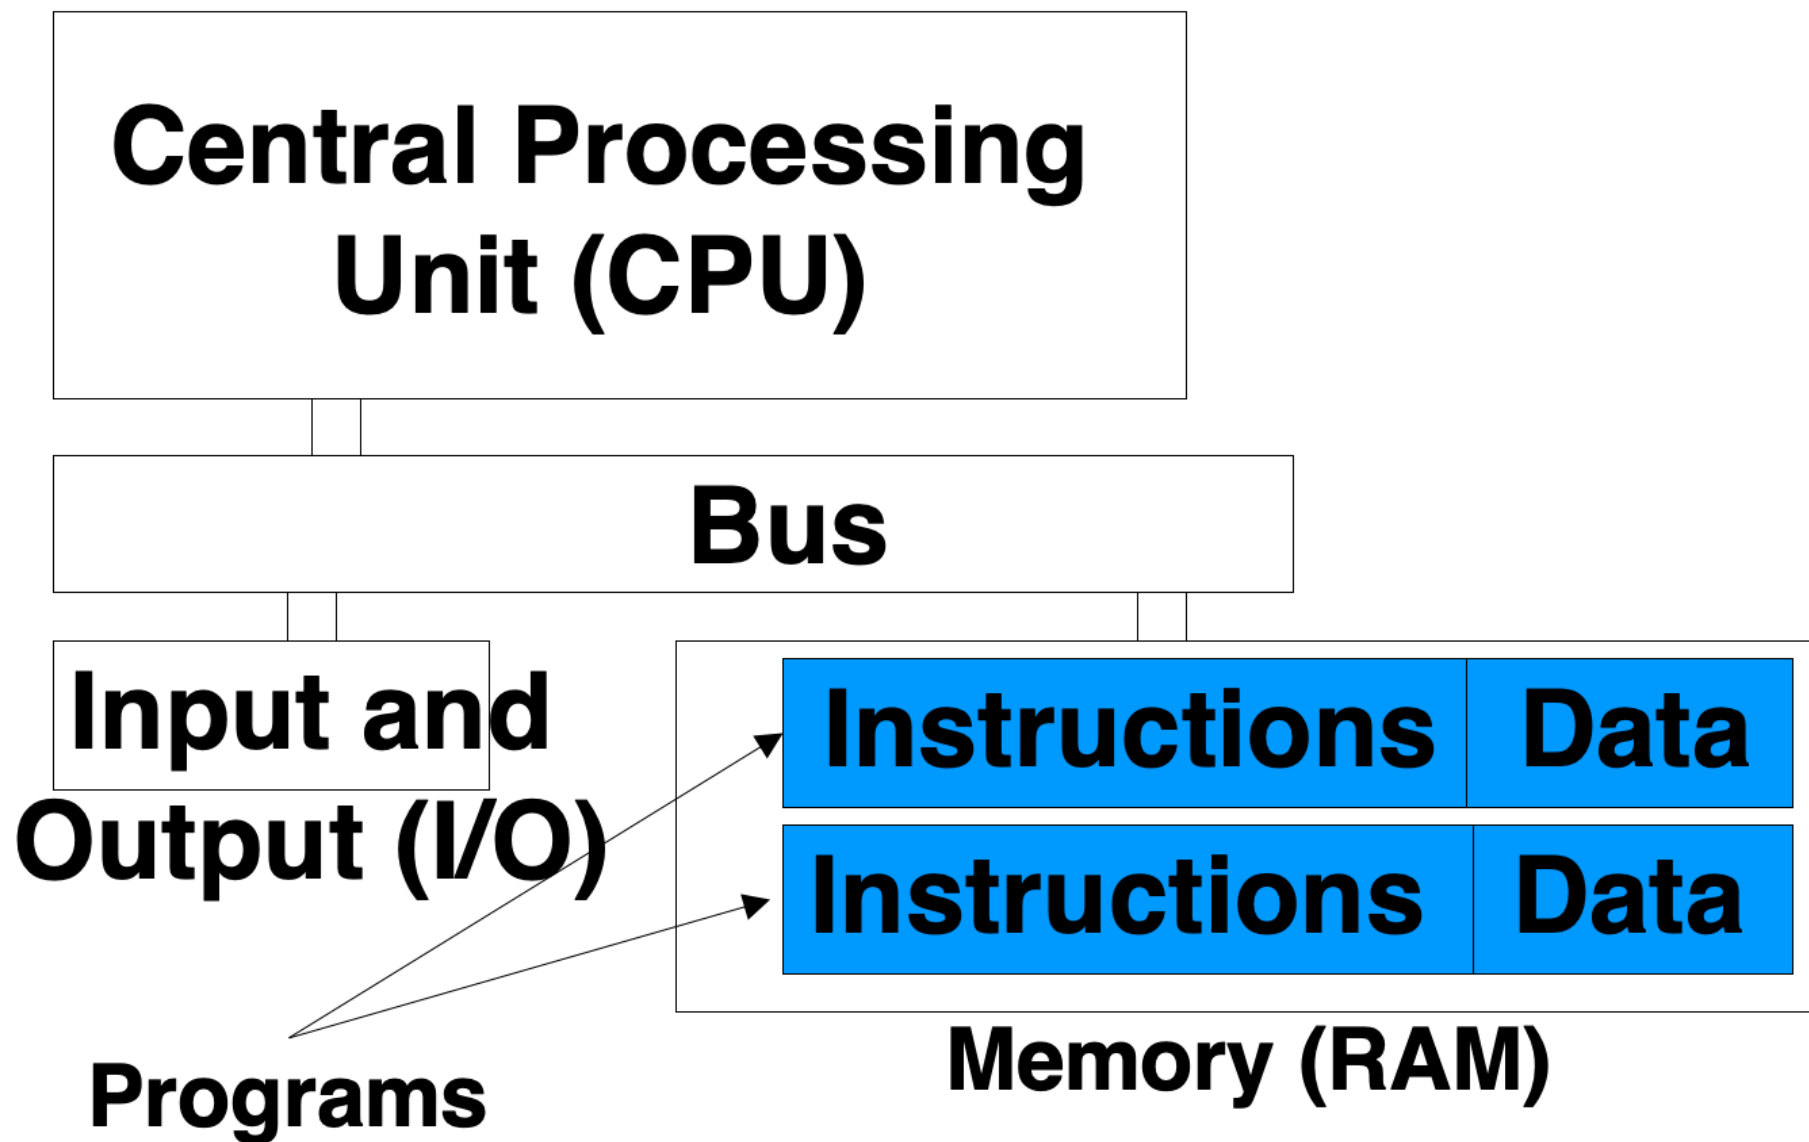 Central Processing
Unit (CPU)
Bus
Input and
Output (I/O)
Instructions
Data
Instructions
Data
Memory (RAM)
Programs